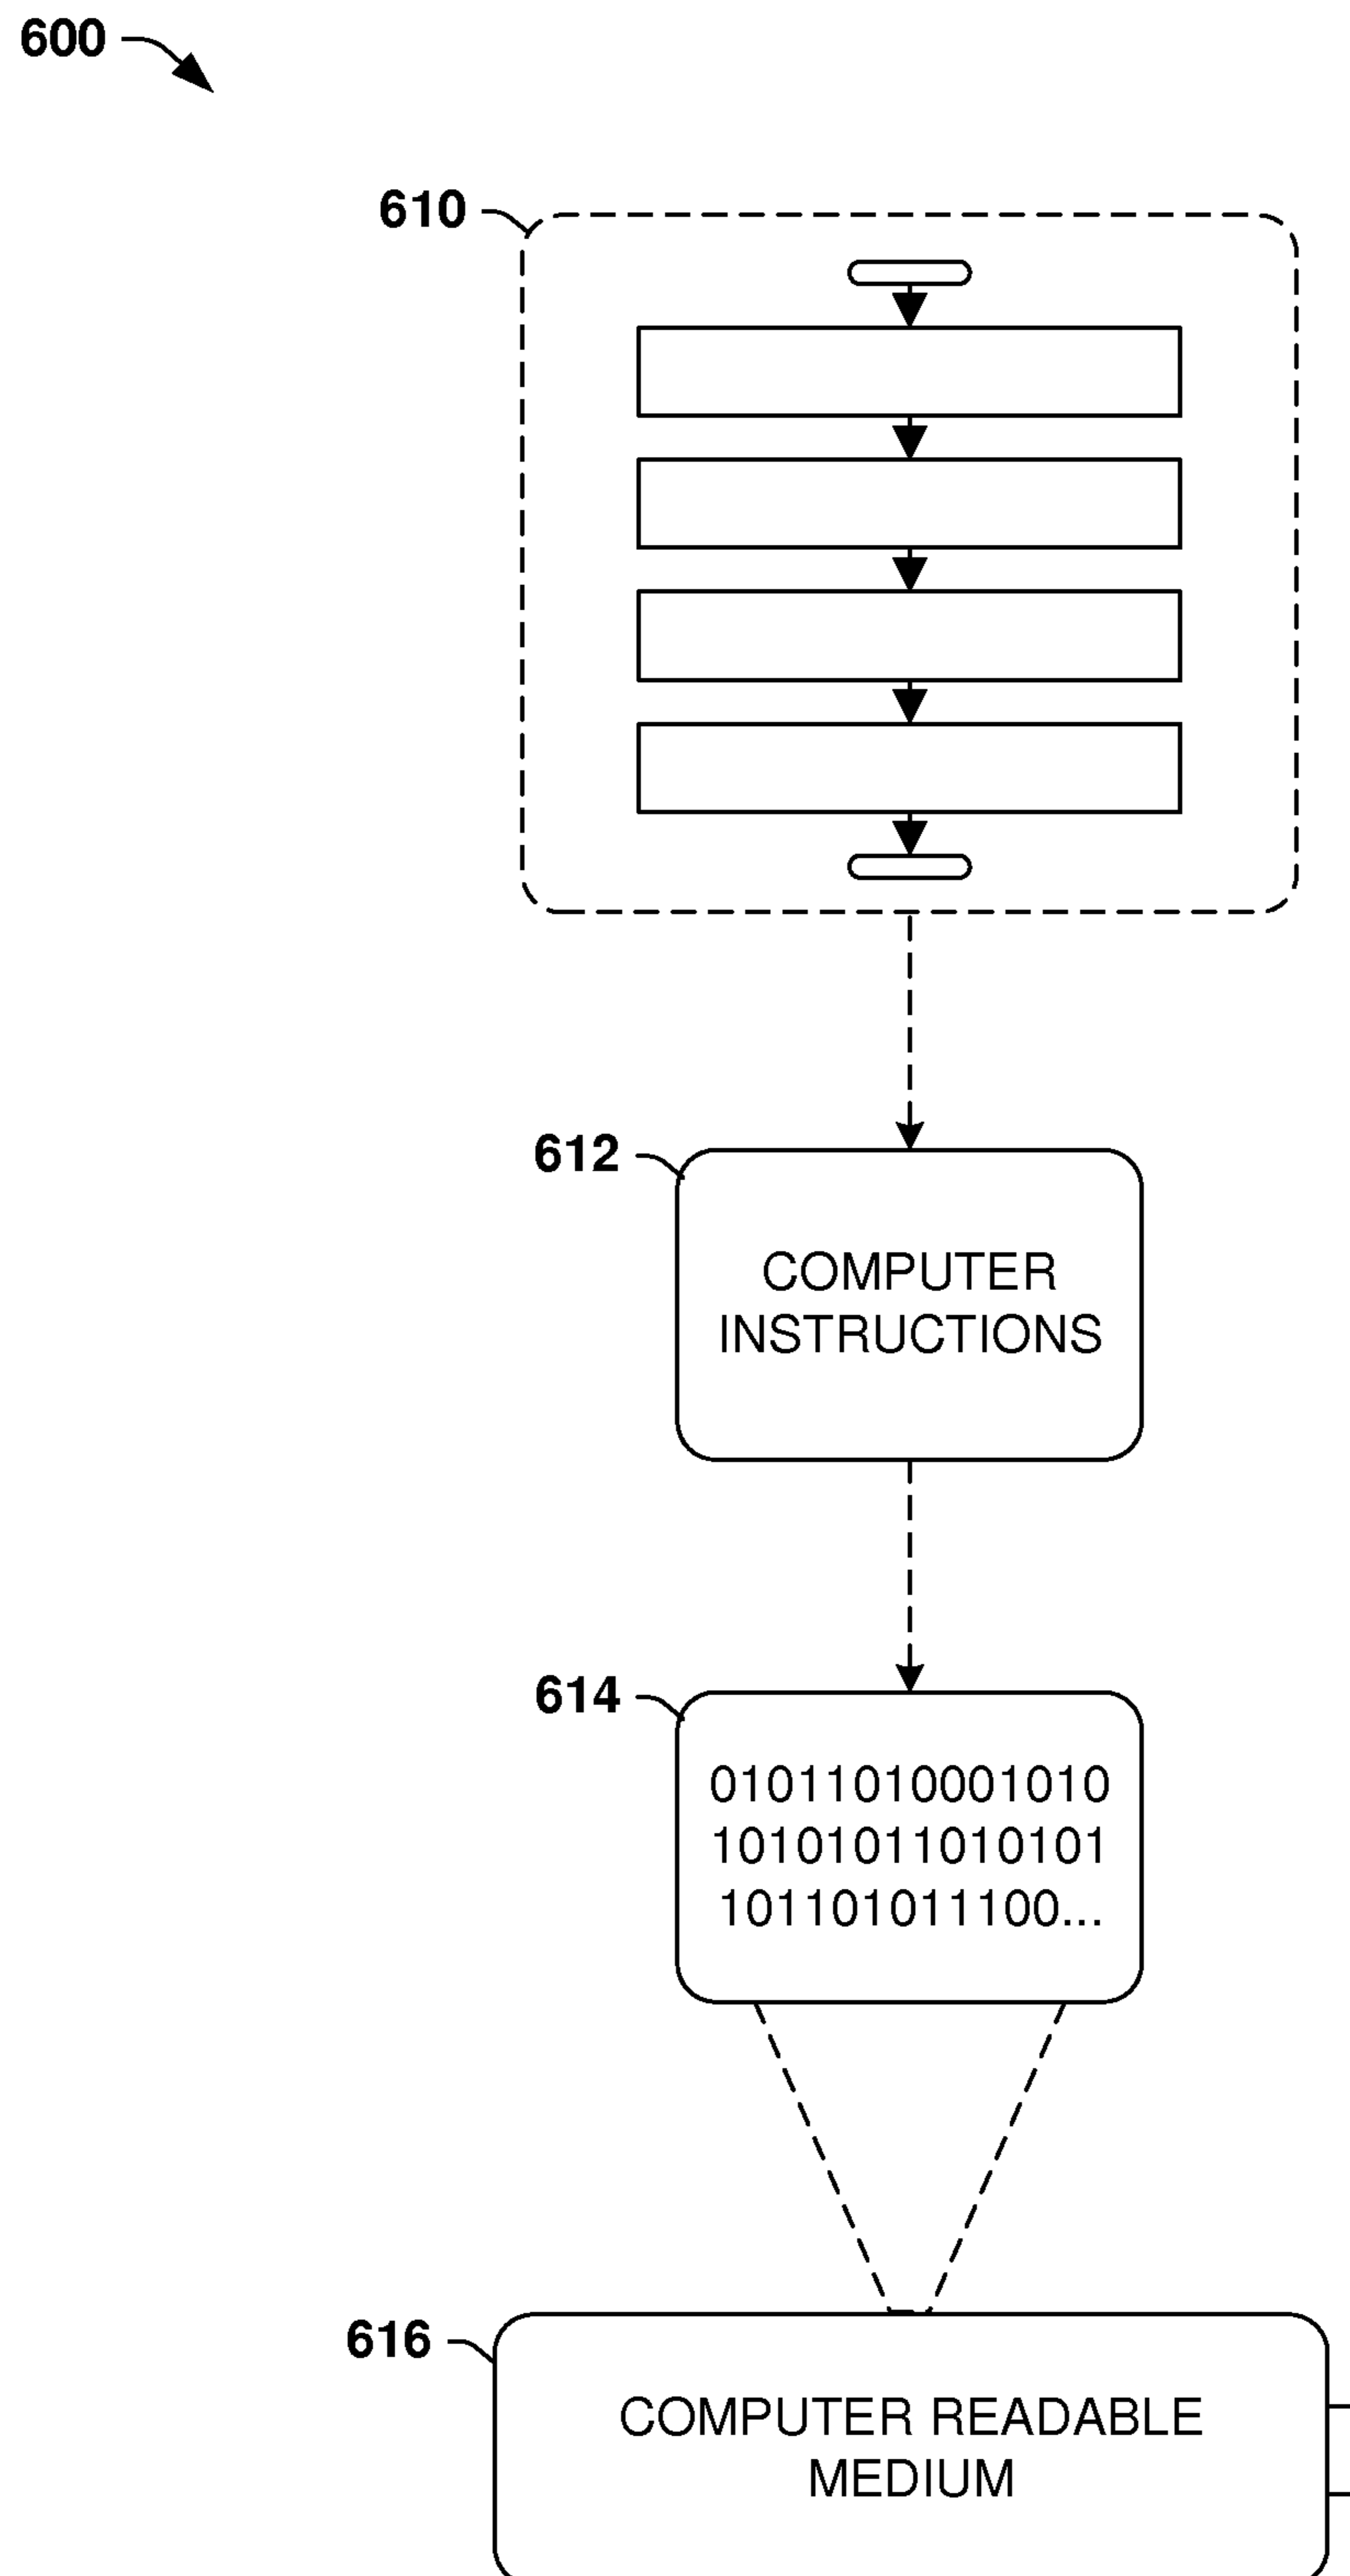 600
610
612
COMPUTER
INSTRUCTIONS
614
01011010001010
10101011010101
101101011100...
616
COMPUTER READABLE
MEDIUM